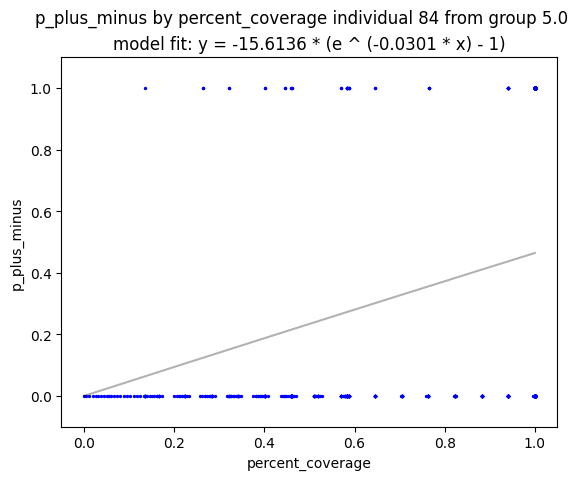 p_plus_minus by percent_coverage individual 84 from group 5.0
model fit: y = -15.6136 * (e ^ (-0.0301 * x) - 1)
1.0
0.8
0.6
0.4
0.2
0.0
p_plus_minus
0.0 0.2 0.4 0.6 0.8 1.0
percent_coverage